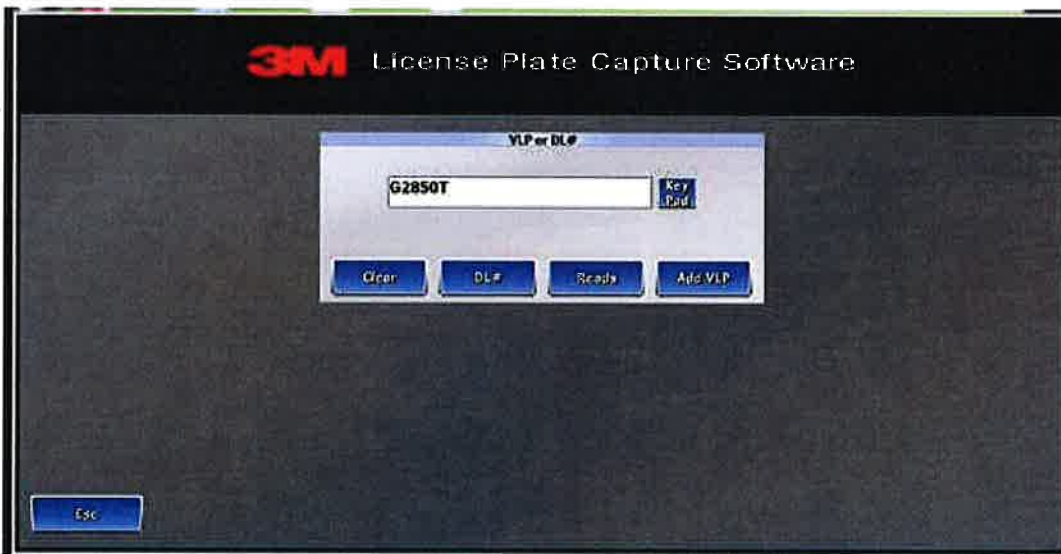 3M License Plate Capture Software
VLP or DL#
G2850T
Key
Pad
Clear
DL#
Reads
Add VLP
Esc